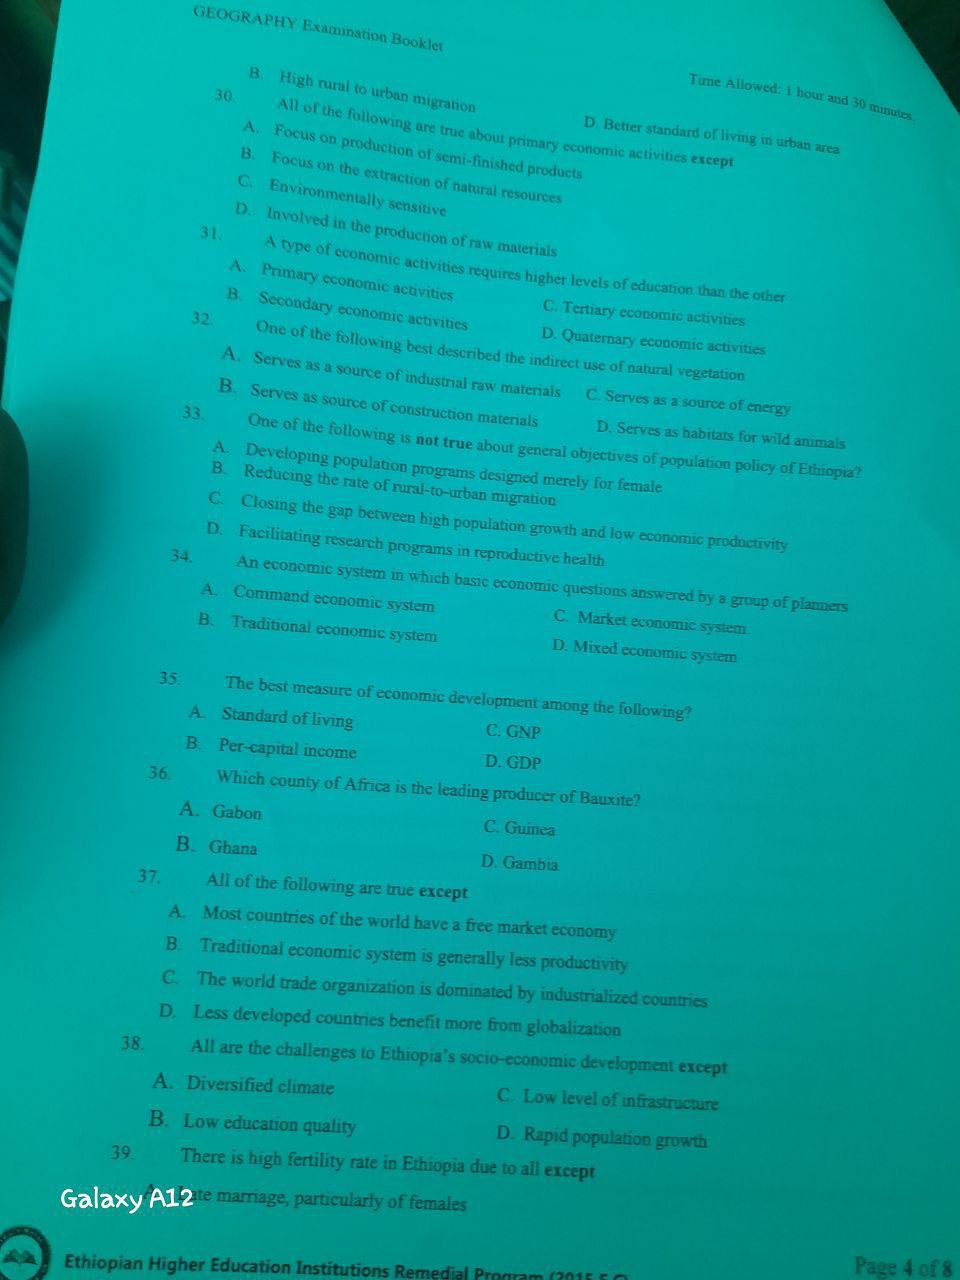 GEOGRAPHY Examination Booklet
Time Allowed: 1 hour and 30 minutes.
B. High rural to urban migration
D. Better standard of living in urban area
30. All of the following are true about primary economic activities except
A. Focus on production of semi-finished products
B. Focus on the extraction of natural resources
C. Environmentally sensitive
D. Involved in the production of raw materials
31. A type of economic activities requires higher levels of education than the other
A. Primary economic activities
C. Tertiary economic activities
B. Secondary economic activities
D. Quaternary economic activities
32. One of the following best described the indirect use of natural vegetation
A. Serves as a source of industrial raw materials
C. Serves as a source of energy
B. Serves as source of construction materials
D. Serves as habitats for wild animals
33. One of the following is not true about general objectives of population policy of Ethiopia?
A. Developing population programs designed merely for female
B. Reducing the rate of rural-to-urban migration
C. Closing the gap between high population growth and low economic productivity
D. Facilitating research programs in reproductive health
34. An economic system in which basic economic questions answered by a group of planners
A. Command economic system
C. Market economic system
B. Traditional economic system
D. Mixed economic system
35. The best measure of economic development among the following?
A. Standard of living
C. GNP
B. Per-capital income
D. GDP
36. Which county of Africa is the leading producer of Bauxite?
A. Gabon
C. Guinea
B. Ghana
D. Gambia
37. All of the following are true except
A. Most countries of the world have a free market economy
B. Traditional economic system is generally less productivity
C. The world trade organization is dominated by industrialized countries
D. Less developed countries benefit more from globalization
38. All are the challenges to Ethiopia's socio-economic development except
A. Diversified climate
C. Low level of infrastructure
B. Low education quality
D. Rapid population growth
39. There is high fertility rate in Ethiopia due to all except
marriage, particularly of females
Galaxy A12
Ethiopian Higher Education Institutions Remedial Program (2015 E.C)
Page 4 of 8